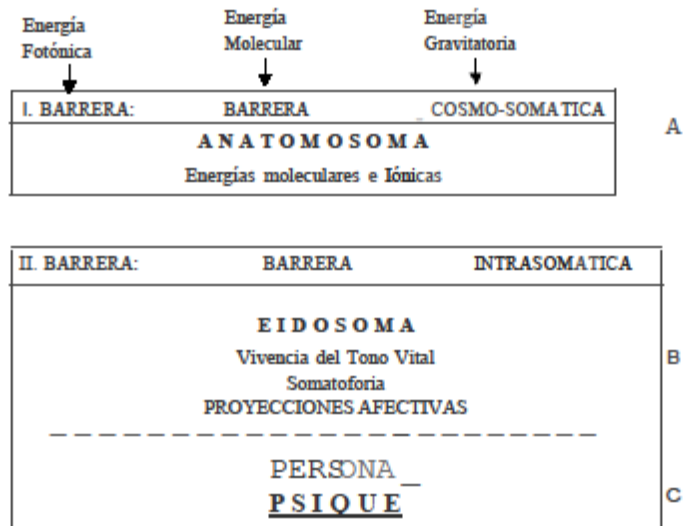 Energía Fotónica
Energía Molecular
Energía Gravitatoria
I. BARRERA: BARRERA COSMO-SOMATICA
A
ANATOMOSOMA
Energías moleculares e Iónicas
II. BARRERA: BARRERA INTRASOMATICA
EIDOSOMA
Vivencia del Tono Vital
B
Somatoforia
PROYECCIONES AFECTIVAS
PERSONA
PSIQUE
C